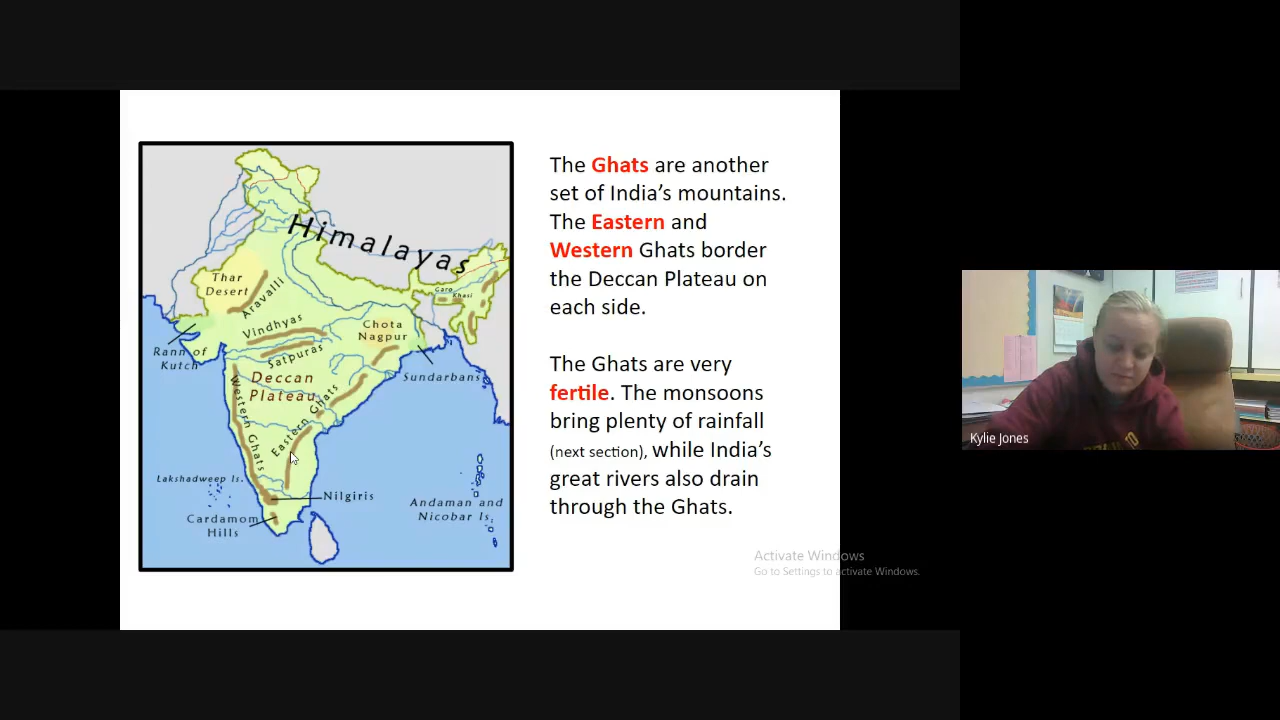 Himalayas
Thar
Desert
Aravalli
Garo
Khasi
Vindhyas
Chota
Nagpur
Rann of
Kutch
Satpuras
Sundarbans
Deccan
Plateau
Western Ghats
Eastern Ghats
Lakshadweep Is.
Nilgiris
Andaman and
Nicobar Is.
Cardamom
Hills
The Ghats are another
set of India’s mountains.
The Eastern and
Western Ghats border
the Deccan Plateau on
each side.
The Ghats are very
fertile. The monsoons
bring plenty of rainfall
(next section), while India’s
great rivers also drain
through the Ghats.
Activate Windows
Go to Settings to activate Windows.
Kylie Jones